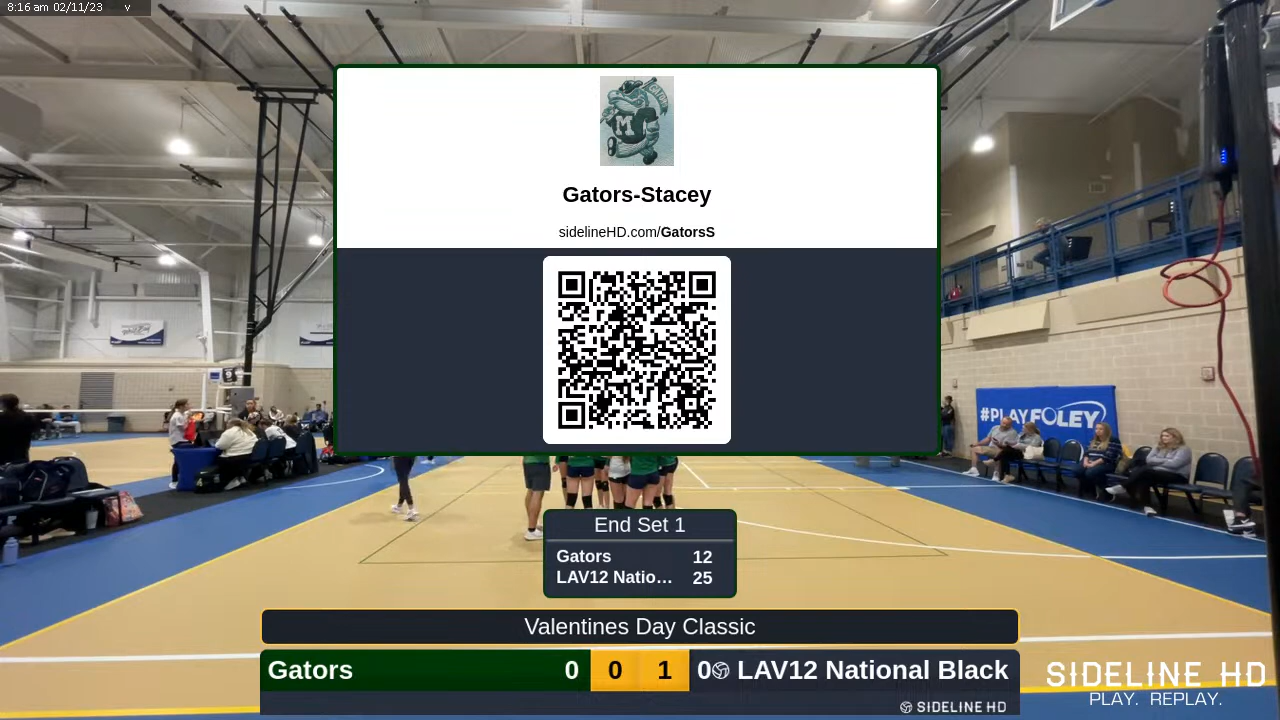 8:16 am 02/11/23 v
M
Gators-Stacey
sidelineHD.com/GatorsS
#PLAYFOLEY
End Set 1
Gators 12
LAV12 Natio… 25
Valentines Day Classic
Gators 0 0 1 0 LAV12 National Black
SIDELINE HD
SIDELINE HD
PLAY. REPLAY.